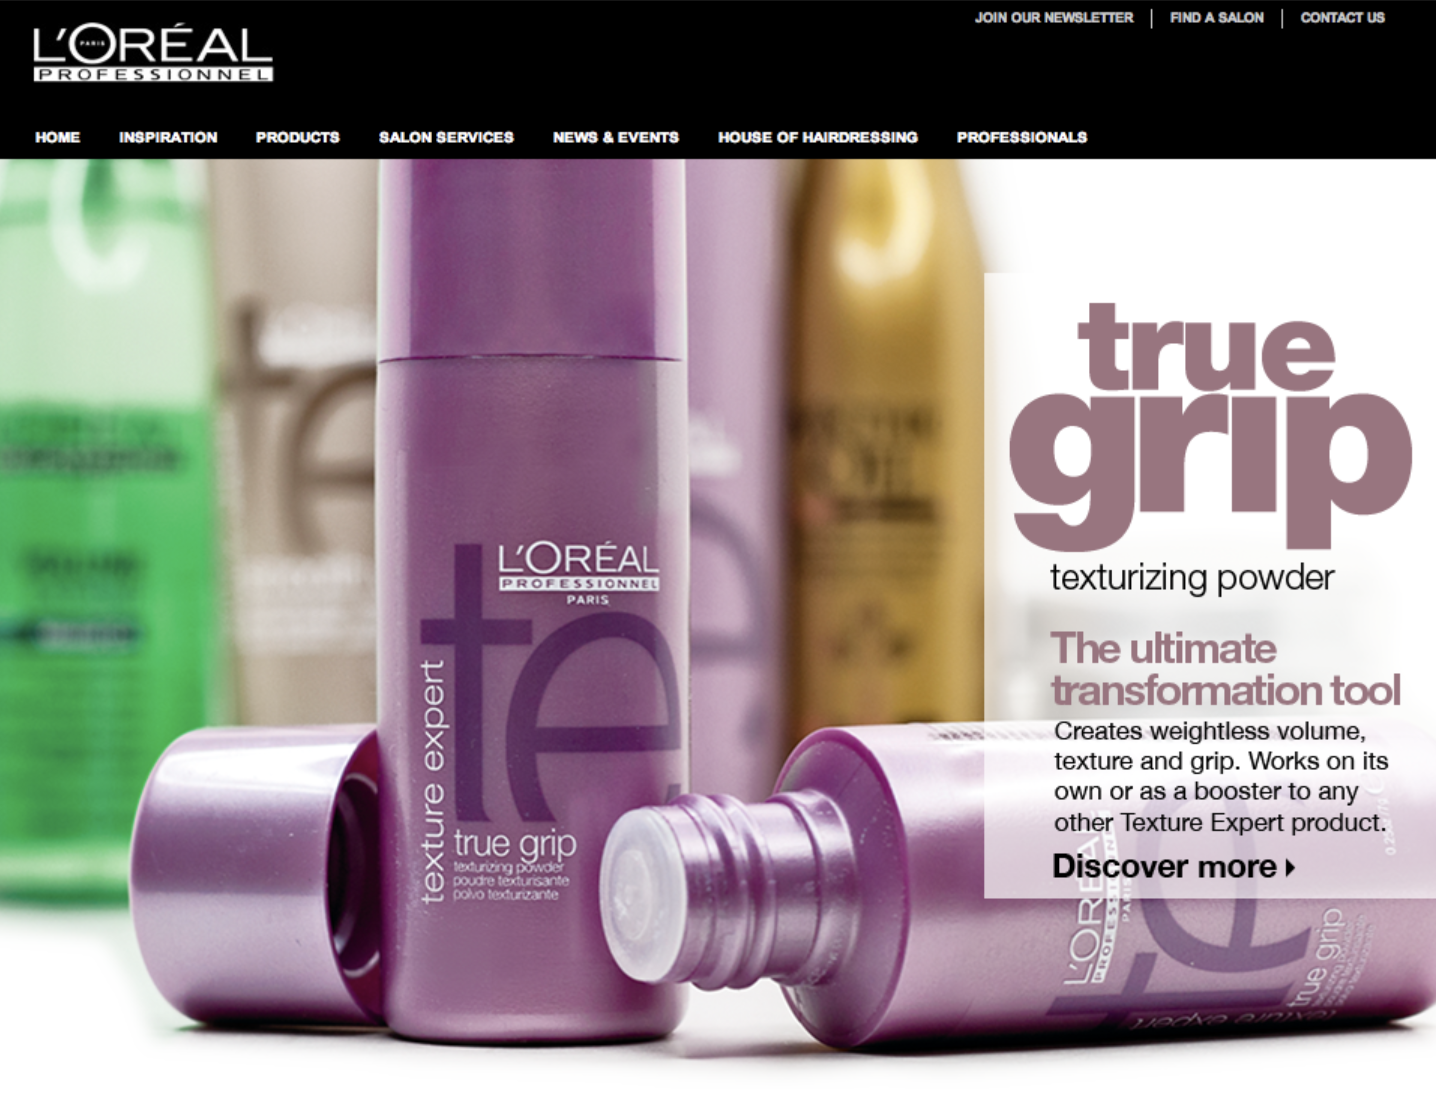 JOIN OUR NEWSLETTER | FIND A SALON | CONTACT US
L'ORÉAL
PARIS
PROFESSIONNEL
HOME INSPIRATION PRODUCTS SALON SERVICES NEWS & EVENTS HOUSE OF HAIRDRESSING PROFESSIONALS
te
L'ORÉAL
PROFESSIONNEL
PARIS
te
texture expert
true grip
texturizing powder
poudre texturisante
polvo texturizante
true
grip
texturizing powder
The ultimate
transformation tool
Creates weightless volume,
texture and grip. Works on its
own or as a booster to any
other Texture Expert product.
Discover more
L'ORÉAL
PROFESSIONNEL
PARIS
te
true grip
texture expert